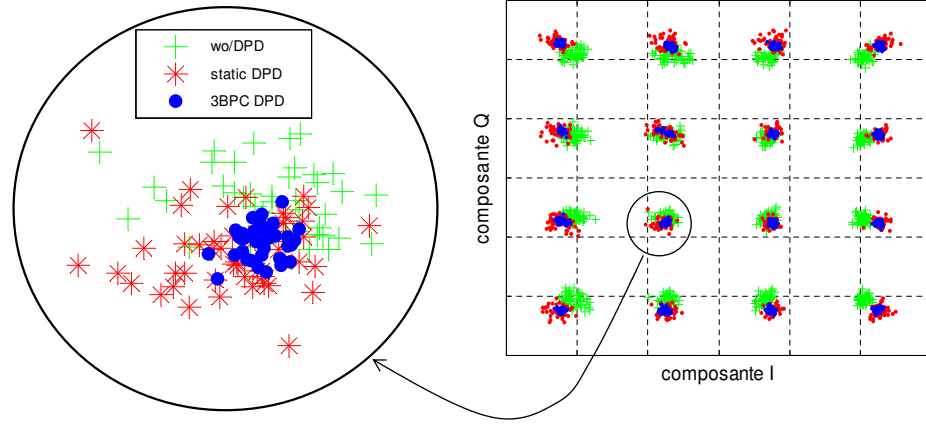 wo/DPD
static DPD
3BPC DPD
composante Q
composante I